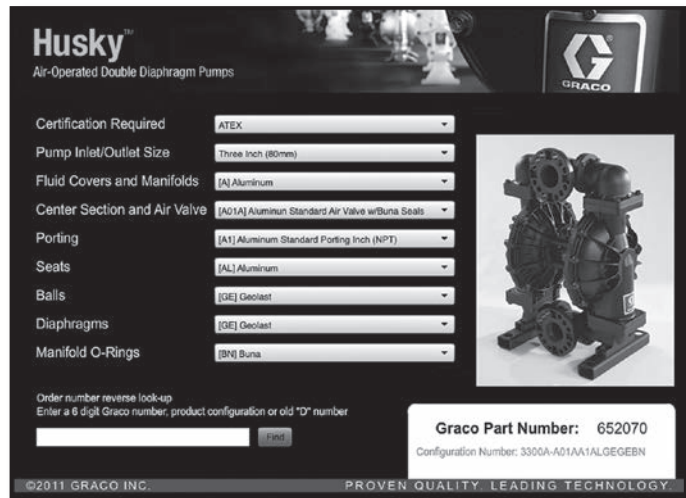 Husky™
Air-Operated Double Diaphragm Pumps
GRACO
Certification Required ATEX
Pump Inlet/Outlet Size Three Inch (80mm)
Fluid Covers and Manifolds [A] Aluminum
Center Section and Air Valve [A01A] Aluminun Standard Air Valve w/Buna Seals
Porting [A1] Aluminum Standard Porting Inch (NPT)
Seats [AL] Aluminum
Balls [GE] Geolast
Diaphragms [GE] Geolast
Manifold O-Rings [BN] Buna
Order number reverse look-up
Enter a 6 digit Graco number, product configuration or old "D" number
Find
Graco Part Number: 652070
Configuration Number: 3300A-A01AA1ALGEGEBN
©2011 GRACO INC. PROVEN QUALITY. LEADING TECHNOLOGY.